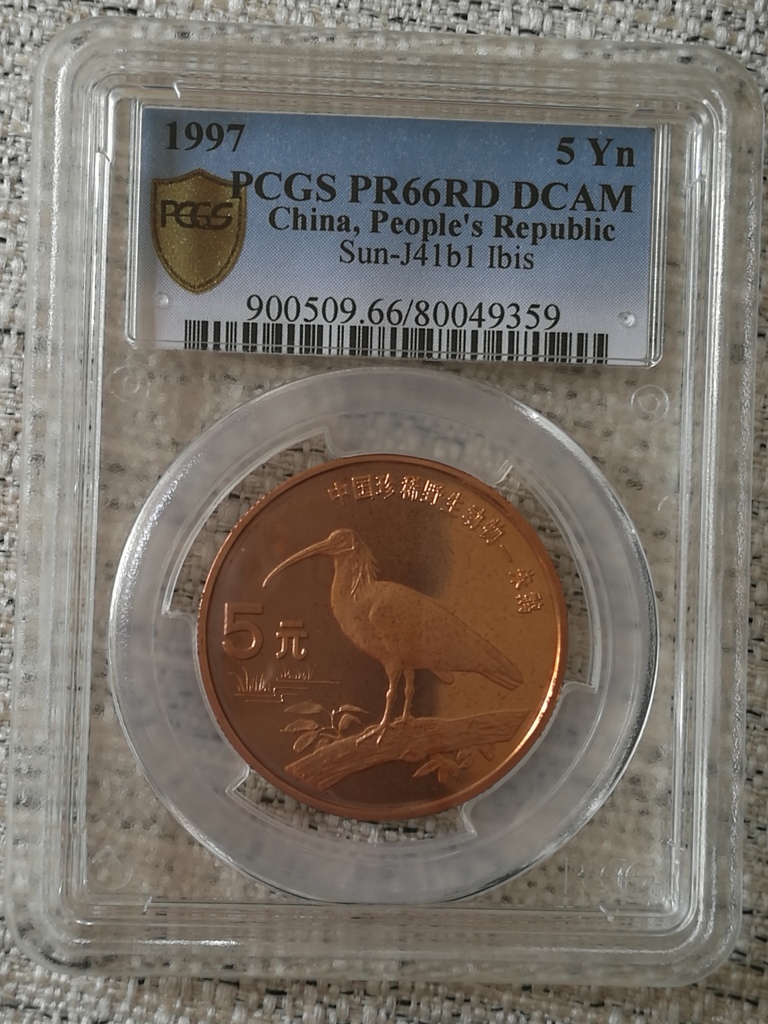 1997
5 Yn
PCGS PR66RD DCAM
PCGS
China, People's Republic
Sun-J41b1 Ibis
900509.66/80049359
中国珍稀野生动物—朱鹮
5元
PCGS